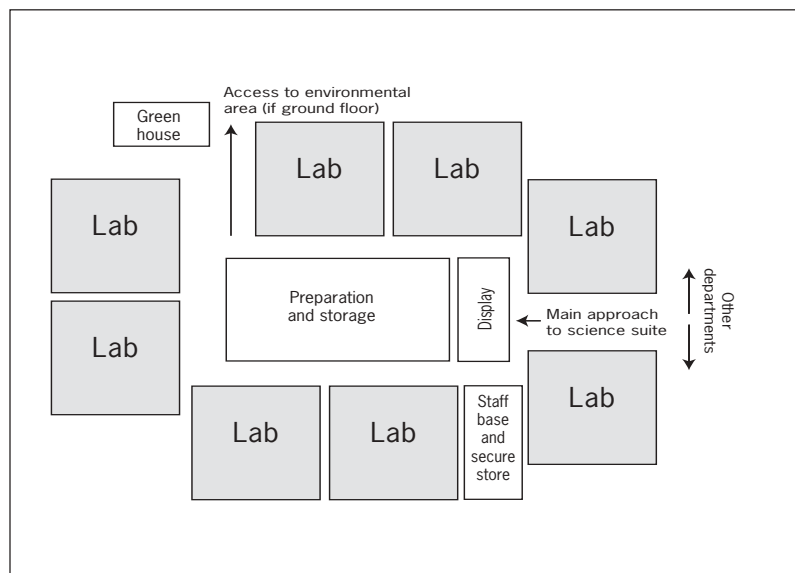 Access to environmental
area (if ground floor)
Green
house
Lab
Lab
Lab
Lab
Preparation
and storage
Display
Main approach
to science suite
Other
departments
Lab
Lab
Lab
Staff
base
and
secure
store
Lab